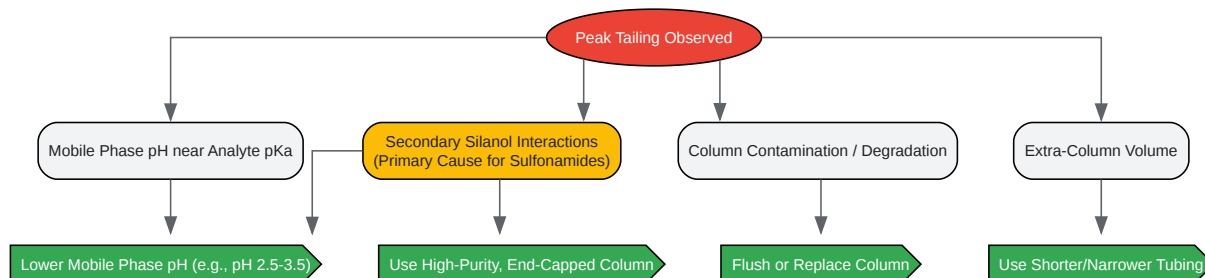 Peak Tailing Observed
Mobile Phase pH near Analyte pKa
Secondary Silanol Interactions
(Primary Cause for Sulfonamides)
Column Contamination / Degradation
Extra-Column Volume
Lower Mobile Phase pH (e.g., pH 2.5-3.5)
Use High-Purity, End-Capped Column
Flush or Replace Column
Use Shorter/Narrower Tubing